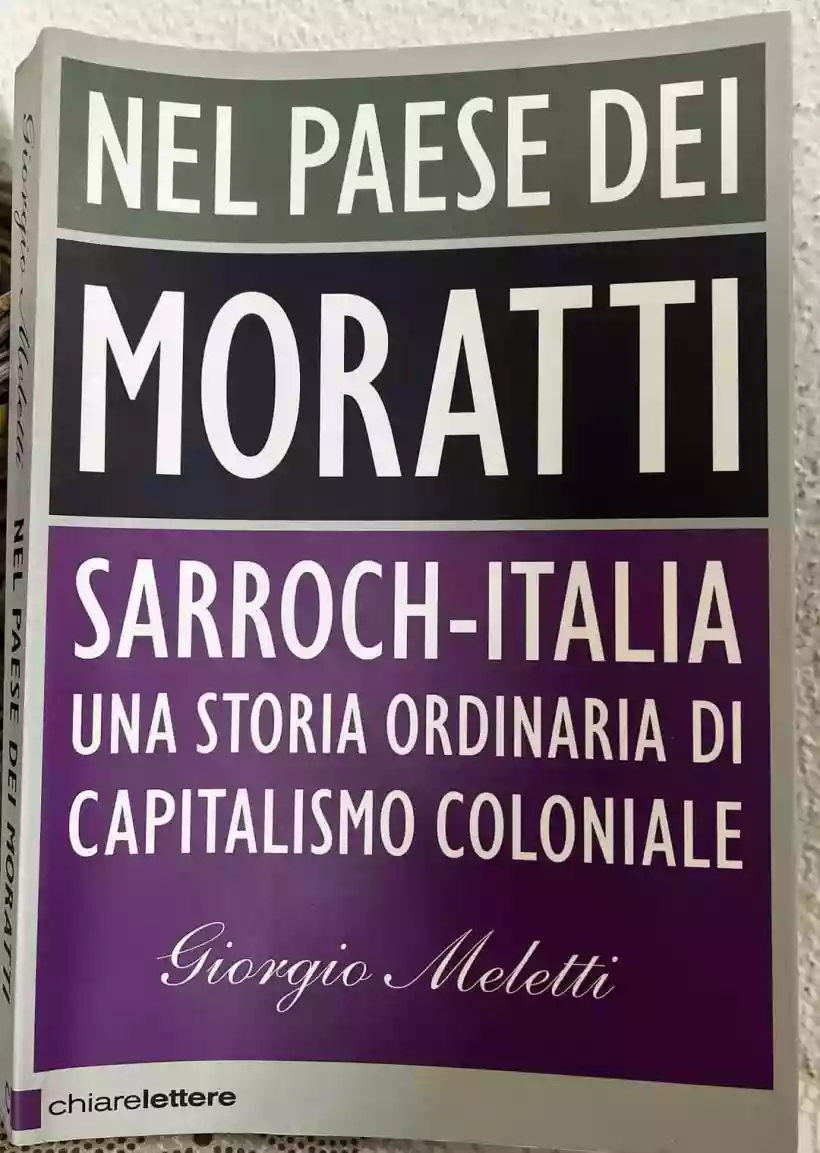 NEL PAESE DEI
MORATTI
SARROCH-ITALIA
UNA STORIA ORDINARIA DI
CAPITALISMO COLONIALE
Giorgio Meletti
chiarelettere
Giorgio Meletti NEL PAESE DEI MORATTI